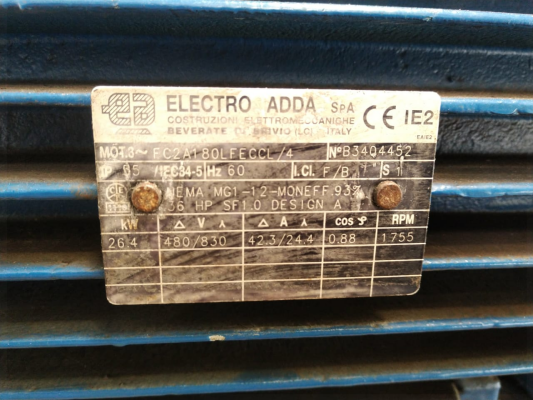 ELECTRO ADDA SpA
COSTRUZIONI ELETTROMECCANICHE
BEVERATE DI BRIVIO (LC) ITALY
CE IE2
MOT.3~ FC2A180LFECCL/4 N°B3404452
IP 65 IEC34-5 Hz 60 I.Cl. F/B S1
NEMA MG1-12-MONEFF.93%
36 HP SF1.0 DESIGN A
kW Δ V Y Δ A Y cos φ RPM
26.4 480/830 42.3/24.4 0.88 1755